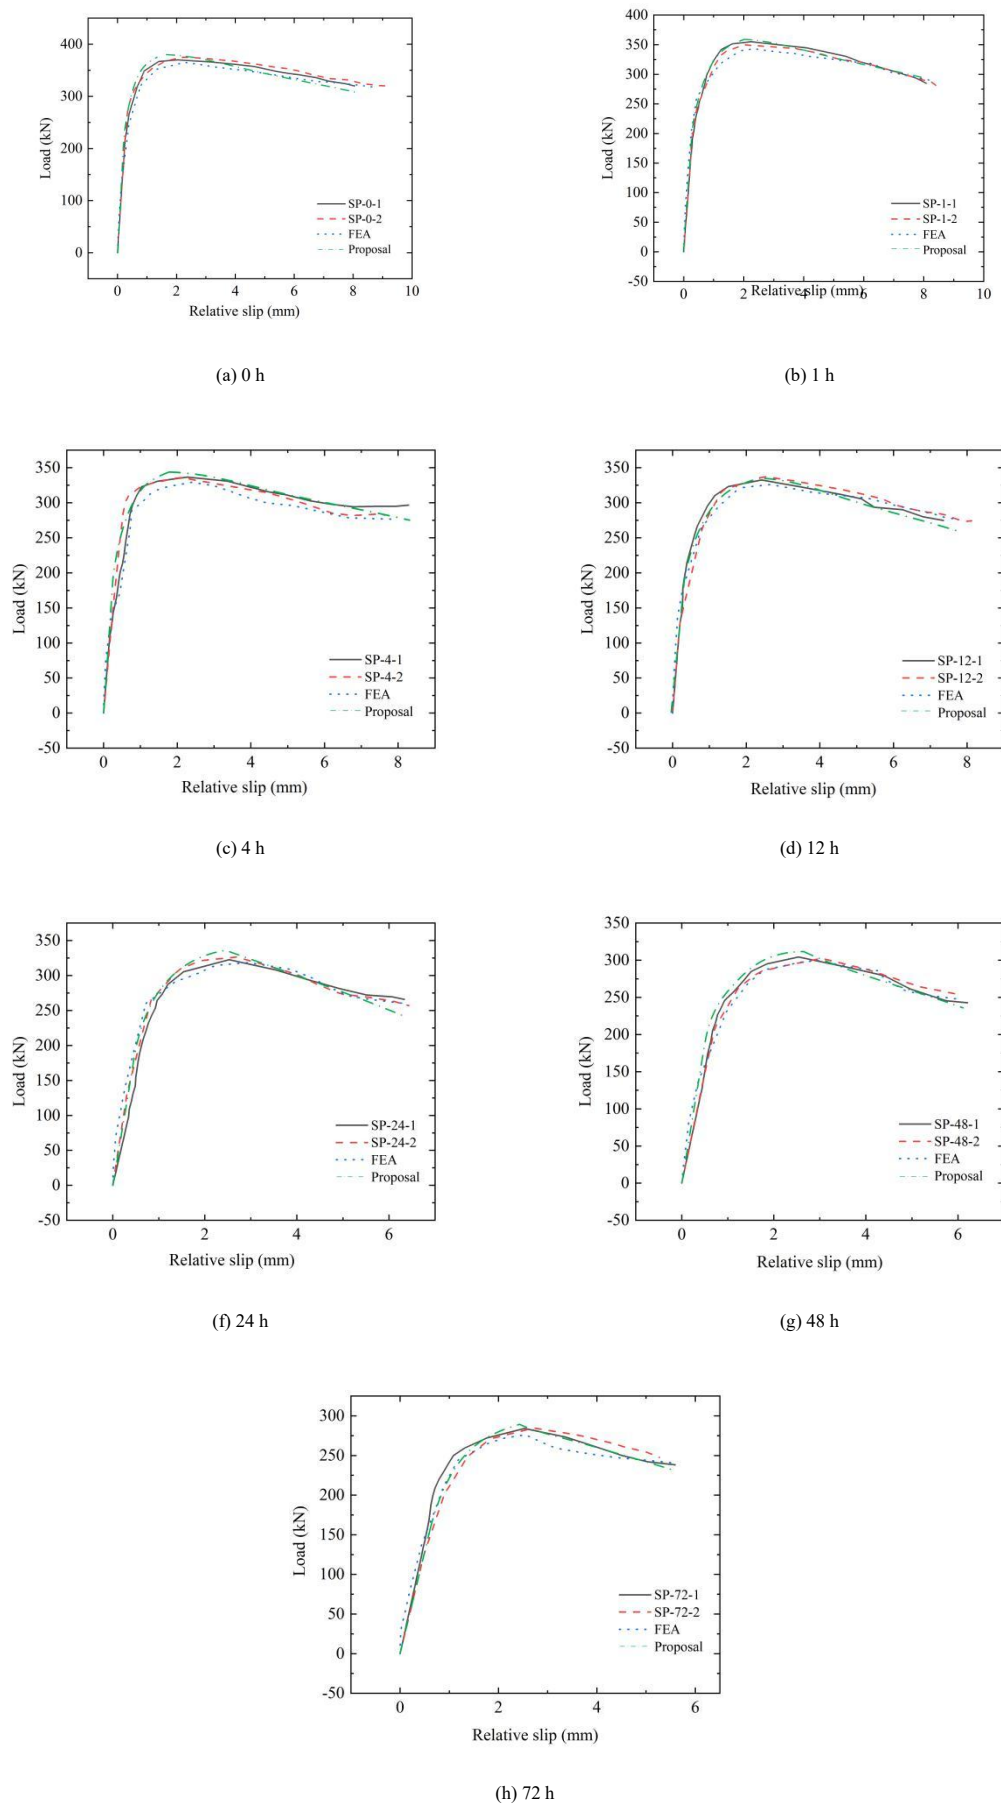 400
300
200
100
0
Load (kN)
SP-0-1
SP-0-2
FEA
Proposal
0 2 4 6 8 10
Relative slip (mm)
(a) 0 h
400
350
300
250
200
150
100
50
0
-50
Load (kN)
SP-1-1
SP-1-2
FEA
Proposal
0 2 4 6 8 10
Relative slip (mm)
(b) 1 h
350
300
250
200
150
100
50
0
-50
Load (kN)
SP-4-1
SP-4-2
FEA
Proposal
0 2 4 6 8
Relative slip (mm)
(c) 4 h
350
300
250
200
150
100
50
0
-50
Load (kN)
SP-12-1
SP-12-2
FEA
Proposal
0 2 4 6 8
Relative slip (mm)
(d) 12 h
350
300
250
200
150
100
50
0
-50
Load (kN)
SP-24-1
SP-24-2
FEA
Proposal
0 2 4 6
Relative slip (mm)
(f) 24 h
350
300
250
200
150
100
50
0
-50
Load (kN)
SP-48-1
SP-48-2
FEA
Proposal
0 2 4 6
Relative slip (mm)
(g) 48 h
300
250
200
150
100
50
0
-50
Load (kN)
SP-72-1
SP-72-2
FEA
Proposal
0 2 4 6
Relative slip (mm)
(h) 72 h